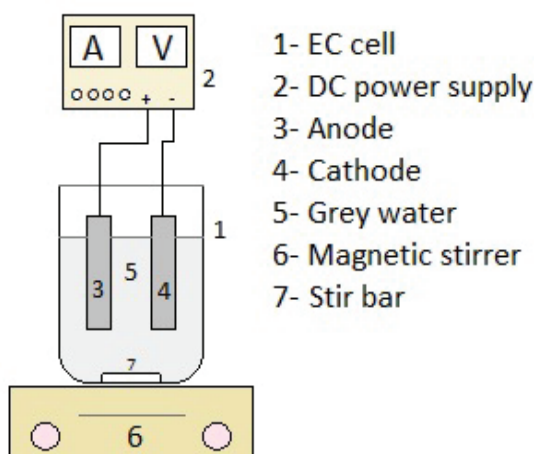 A V
+ -
2
1
3
5
4
7
6
1- EC cell
2- DC power supply
3- Anode
4- Cathode
5- Grey water
6- Magnetic stirrer
7- Stir bar